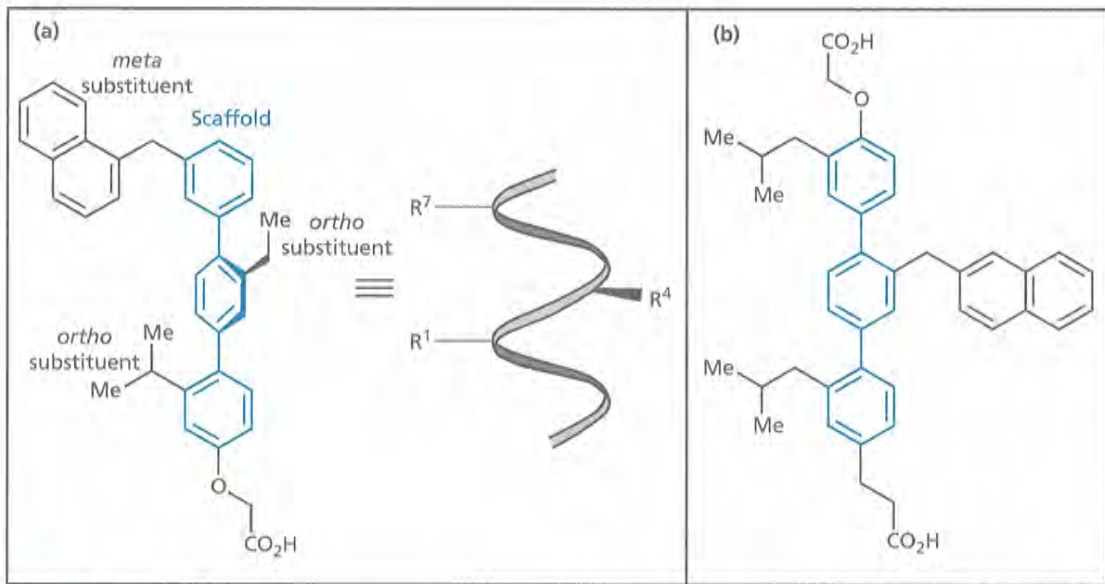 (a)
meta
substituent
Scaffold
Me
ortho
substituent
R⁷
R⁴
R¹
Me
ortho
substituent
Me
O
CO₂H
(b)
CO₂H
O
Me
Me
Me
Me
CO₂H